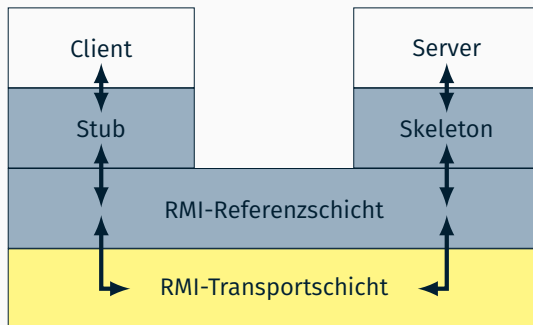 Client
Server
Stub
Skeleton
RMI-Referenzschicht
RMI-Transportschicht